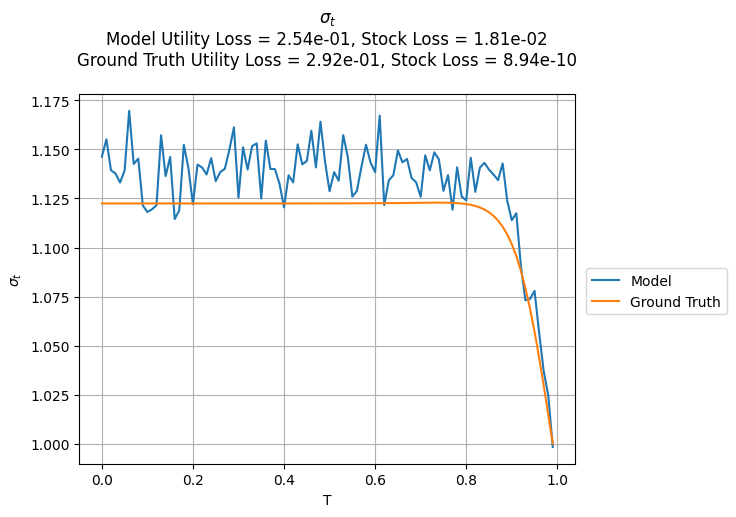 σt
Model Utility Loss = 2.54e-01, Stock Loss = 1.81e-02
Ground Truth Utility Loss = 2.92e-01, Stock Loss = 8.94e-10
1.175
1.150
1.125
1.100
1.075
1.050
1.025
1.000
σt
0.0 0.2 0.4 0.6 0.8 1.0
T
Model
Ground Truth